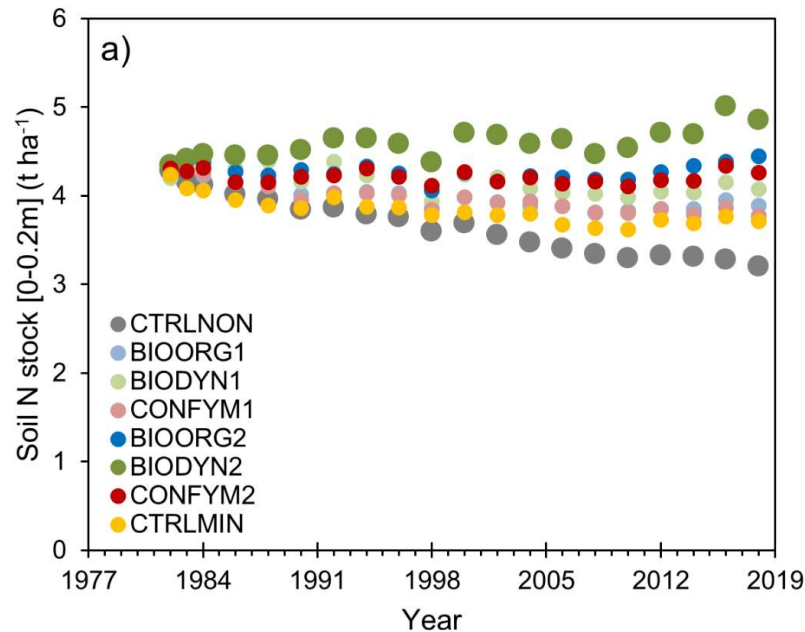 a)
6
5
4
3
2
1
0
Soil N stock [0-0.2m] (t ha⁻¹)
CTRLNON
BIOORG1
BIODYN1
CONFYM1
BIOORG2
BIODYN2
CONFYM2
CTRLMIN
1977 1984 1991 1998 2005 2012 2019
Year